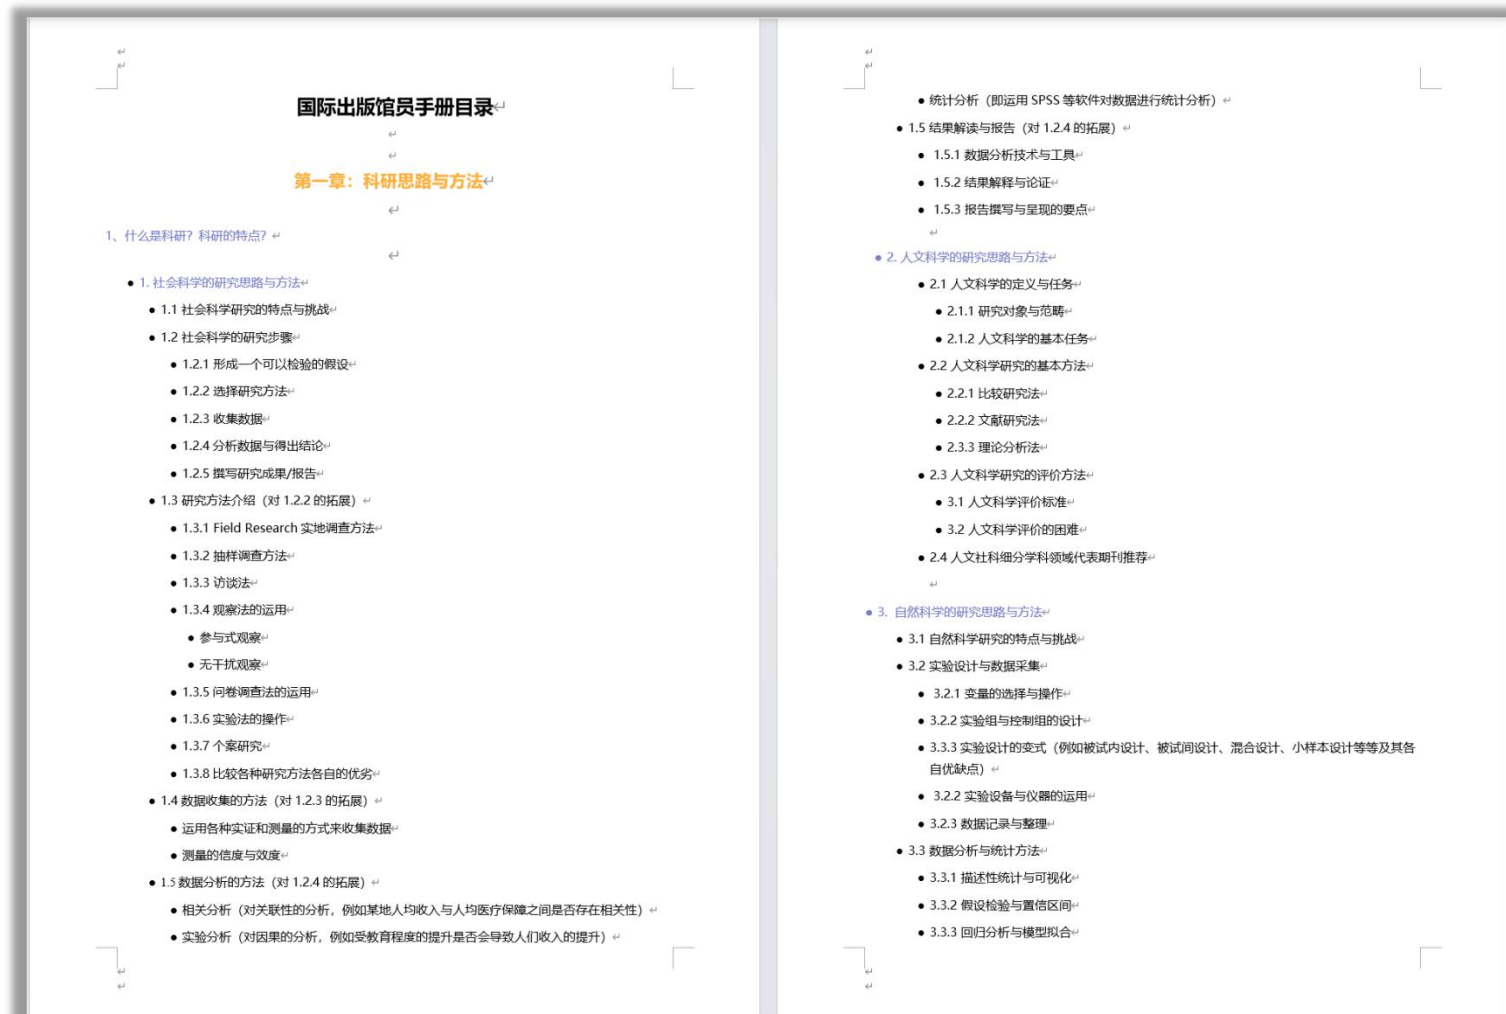 国际出版馆员手册目录
第一章：科研思路与方法
1、什么是科研？科研的特点？
● 1. 社会科学的研究思路与方法
● 1.1 社会科学研究的特点与挑战
● 1.2 社会科学的研究步骤
● 1.2.1 形成一个可以检验的假设
● 1.2.2 选择研究方法
● 1.2.3 收集数据
● 1.2.4 分析数据与得出结论
● 1.2.5 撰写研究成果/报告
● 1.3 研究方法介绍（对 1.2.2 的拓展）
● 1.3.1 Field Research 实地调查方法
● 1.3.2 抽样调查方法
● 1.3.3 访谈法
● 1.3.4 观察法的运用
● 参与式观察
● 无干扰观察
● 1.3.5 问卷调查法的运用
● 1.3.6 实验法的操作
● 1.3.7 个案研究
● 1.3.8 比较各种研究方法各自的优劣
● 1.4 数据收集的方法（对 1.2.3 的拓展）
● 运用各种实证和测量的方式来收集数据
● 测量的信度与效度
● 1.5 数据分析的方法（对 1.2.4 的拓展）
● 相关分析（对关联性的分析，例如某地人均收入与人均医疗保障之间是否存在相关性）
● 实验分析（对因果的分析，例如受教育程度的提升是否会导致人们收入的提升）
● 统计分析（即运用 SPSS 等软件对数据进行统计分析）
● 1.5 结果解读与报告（对 1.2.4 的拓展）
● 1.5.1 数据分析技术与工具
● 1.5.2 结果解释与论证
● 1.5.3 报告撰写与呈现的要点
● 2. 人文科学的研究思路与方法
● 2.1 人文科学的定义与任务
● 2.1.1 研究对象与范畴
● 2.1.2 人文科学的基本任务
● 2.2 人文科学研究的基本方法
● 2.2.1 比较研究法
● 2.2.2 文献研究法
● 2.3.3 理论分析法
● 2.3 人文科学研究的评价方法
● 3.1 人文科学评价标准
● 3.2 人文科学评价的困难
● 2.4 人文社科细分学科领域代表期刊推荐
● 3. 自然科学的研究思路与方法
● 3.1 自然科学研究的特点与挑战
● 3.2 实验设计与数据采集
● 3.2.1 变量的选择与操作
● 3.2.2 实验组与控制组的设计
● 3.3.3 实验设计的变式（例如被试内设计、被试间设计、混合设计、小样本设计等等及其各
自优缺点）
● 3.2.2 实验设备与仪器的运用
● 3.2.3 数据记录与整理
● 3.3 数据分析与统计方法
● 3.3.1 描述性统计与可视化
● 3.3.2 假设检验与置信区间
● 3.3.3 回归分析与模型拟合